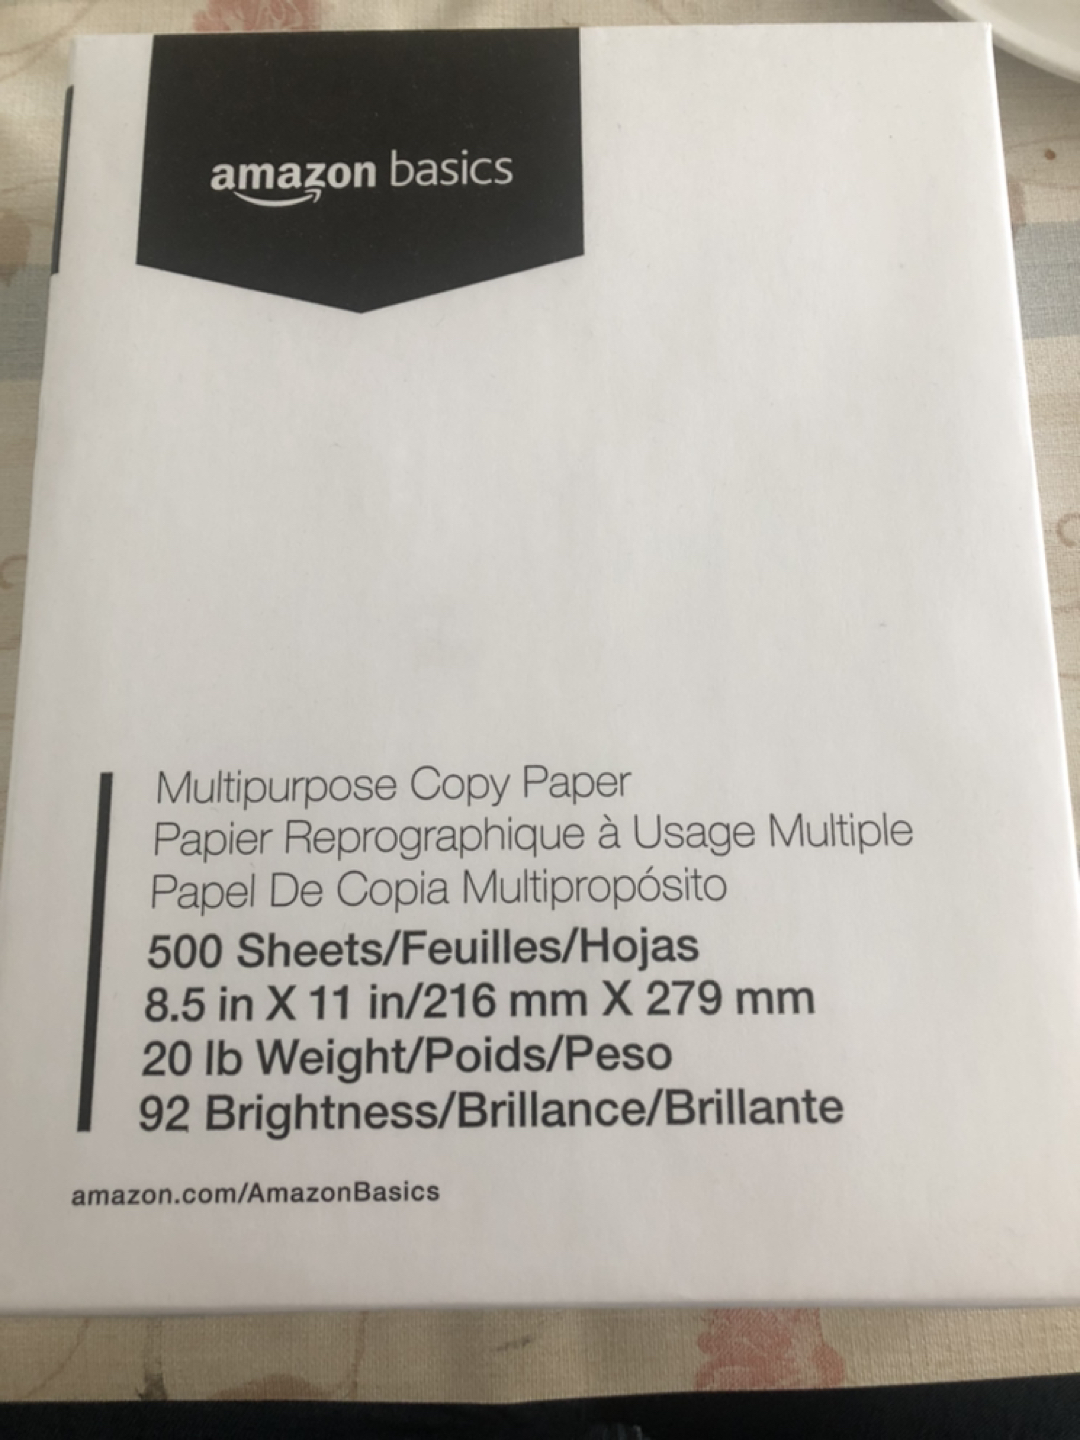 amazon basics
Multipurpose Copy Paper
Papier Reprographique à Usage Multiple
Papel De Copia Multipropósito
500 Sheets/Feuilles/Hojas
8.5 in X 11 in/216 mm X 279 mm
20 lb Weight/Poids/Peso
92 Brightness/Brillance/Brillante
amazon.com/AmazonBasics